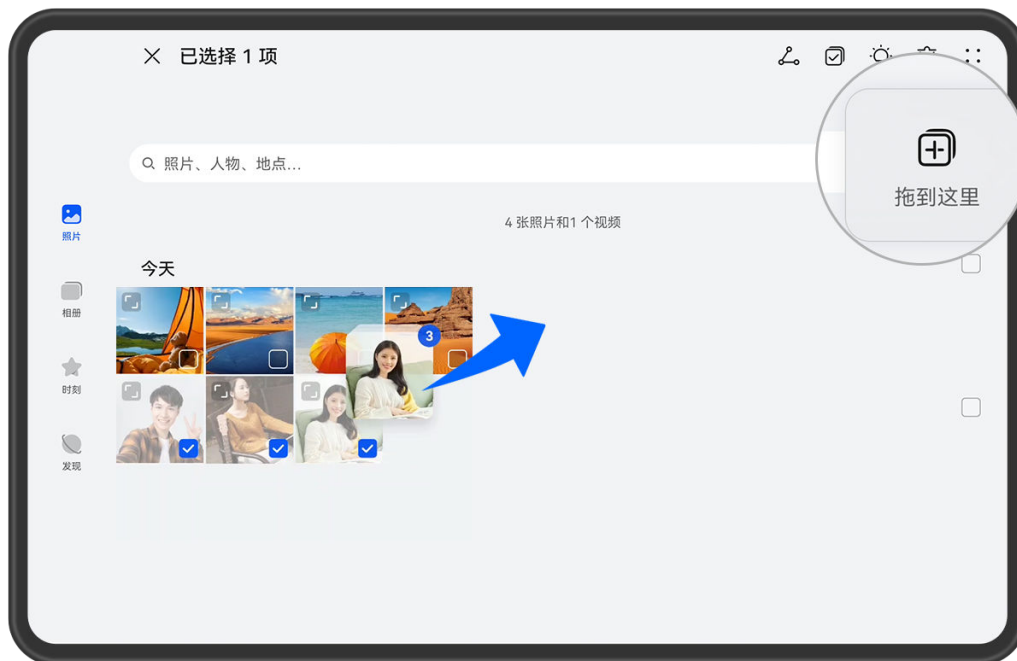 已选择 1 项
拖到这里
照片、人物、地点...
照片
4 张照片和1 个视频
今天
相册
3
时刻
发现